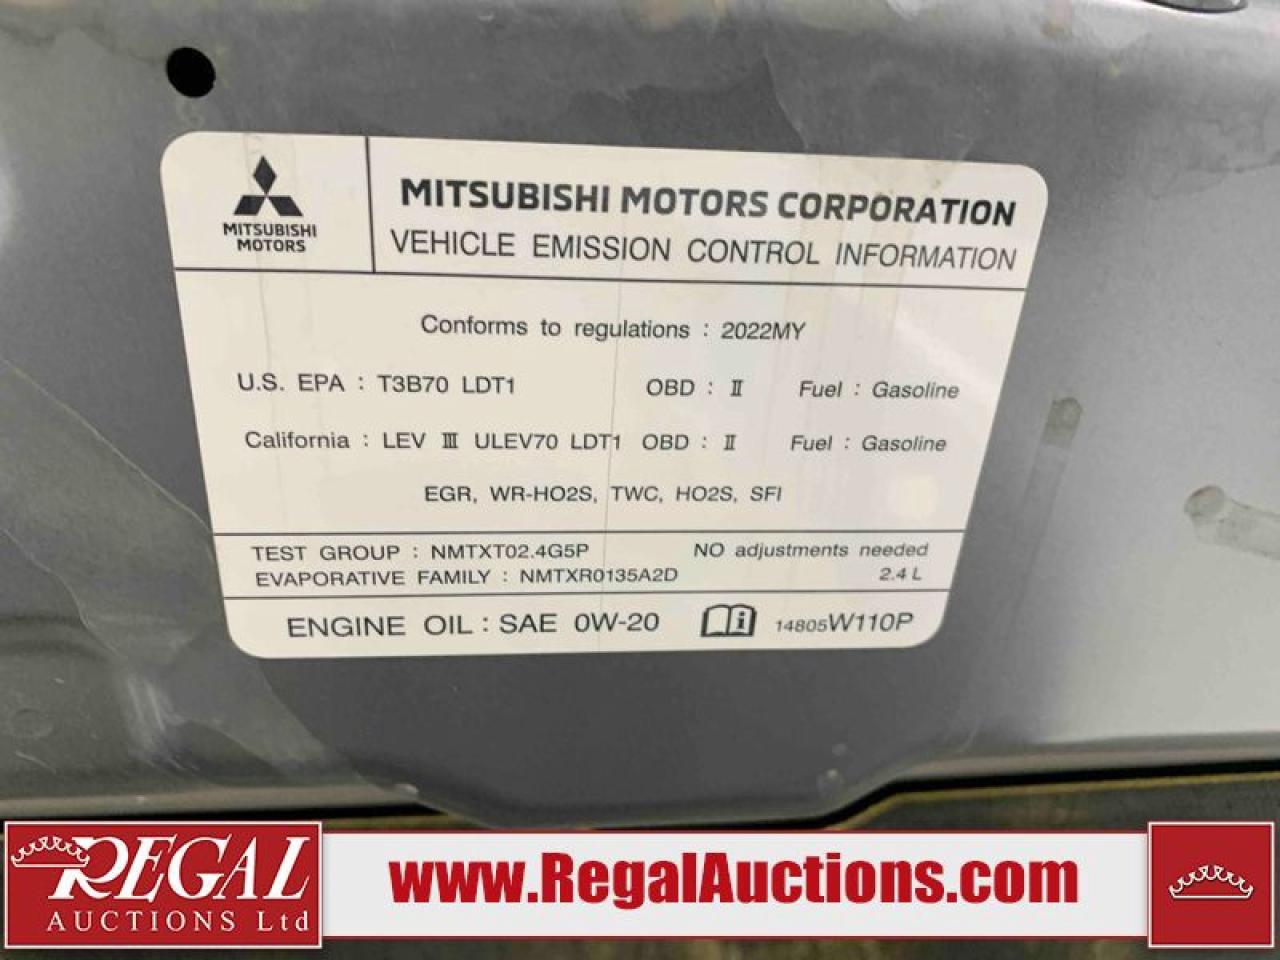 MITSUBISHI
MOTORS
MITSUBISHI MOTORS CORPORATION
VEHICLE EMISSION CONTROL INFORMATION
Conforms to regulations : 2022MY
U.S. EPA : T3B70 LDT1 OBD : Ⅱ Fuel : Gasoline
California : LEV Ⅲ ULEV70 LDT1 OBD : Ⅱ Fuel : Gasoline
EGR, WR-HO2S, TWC, HO2S, SFI
TEST GROUP : NMTXT02.4G5P NO adjustments needed
EVAPORATIVE FAMILY : NMTXR0135A2D 2.4 L
ENGINE OIL : SAE 0W-20 14805W110P
REGAL
AUCTIONS Ltd
www.RegalAuctions.com